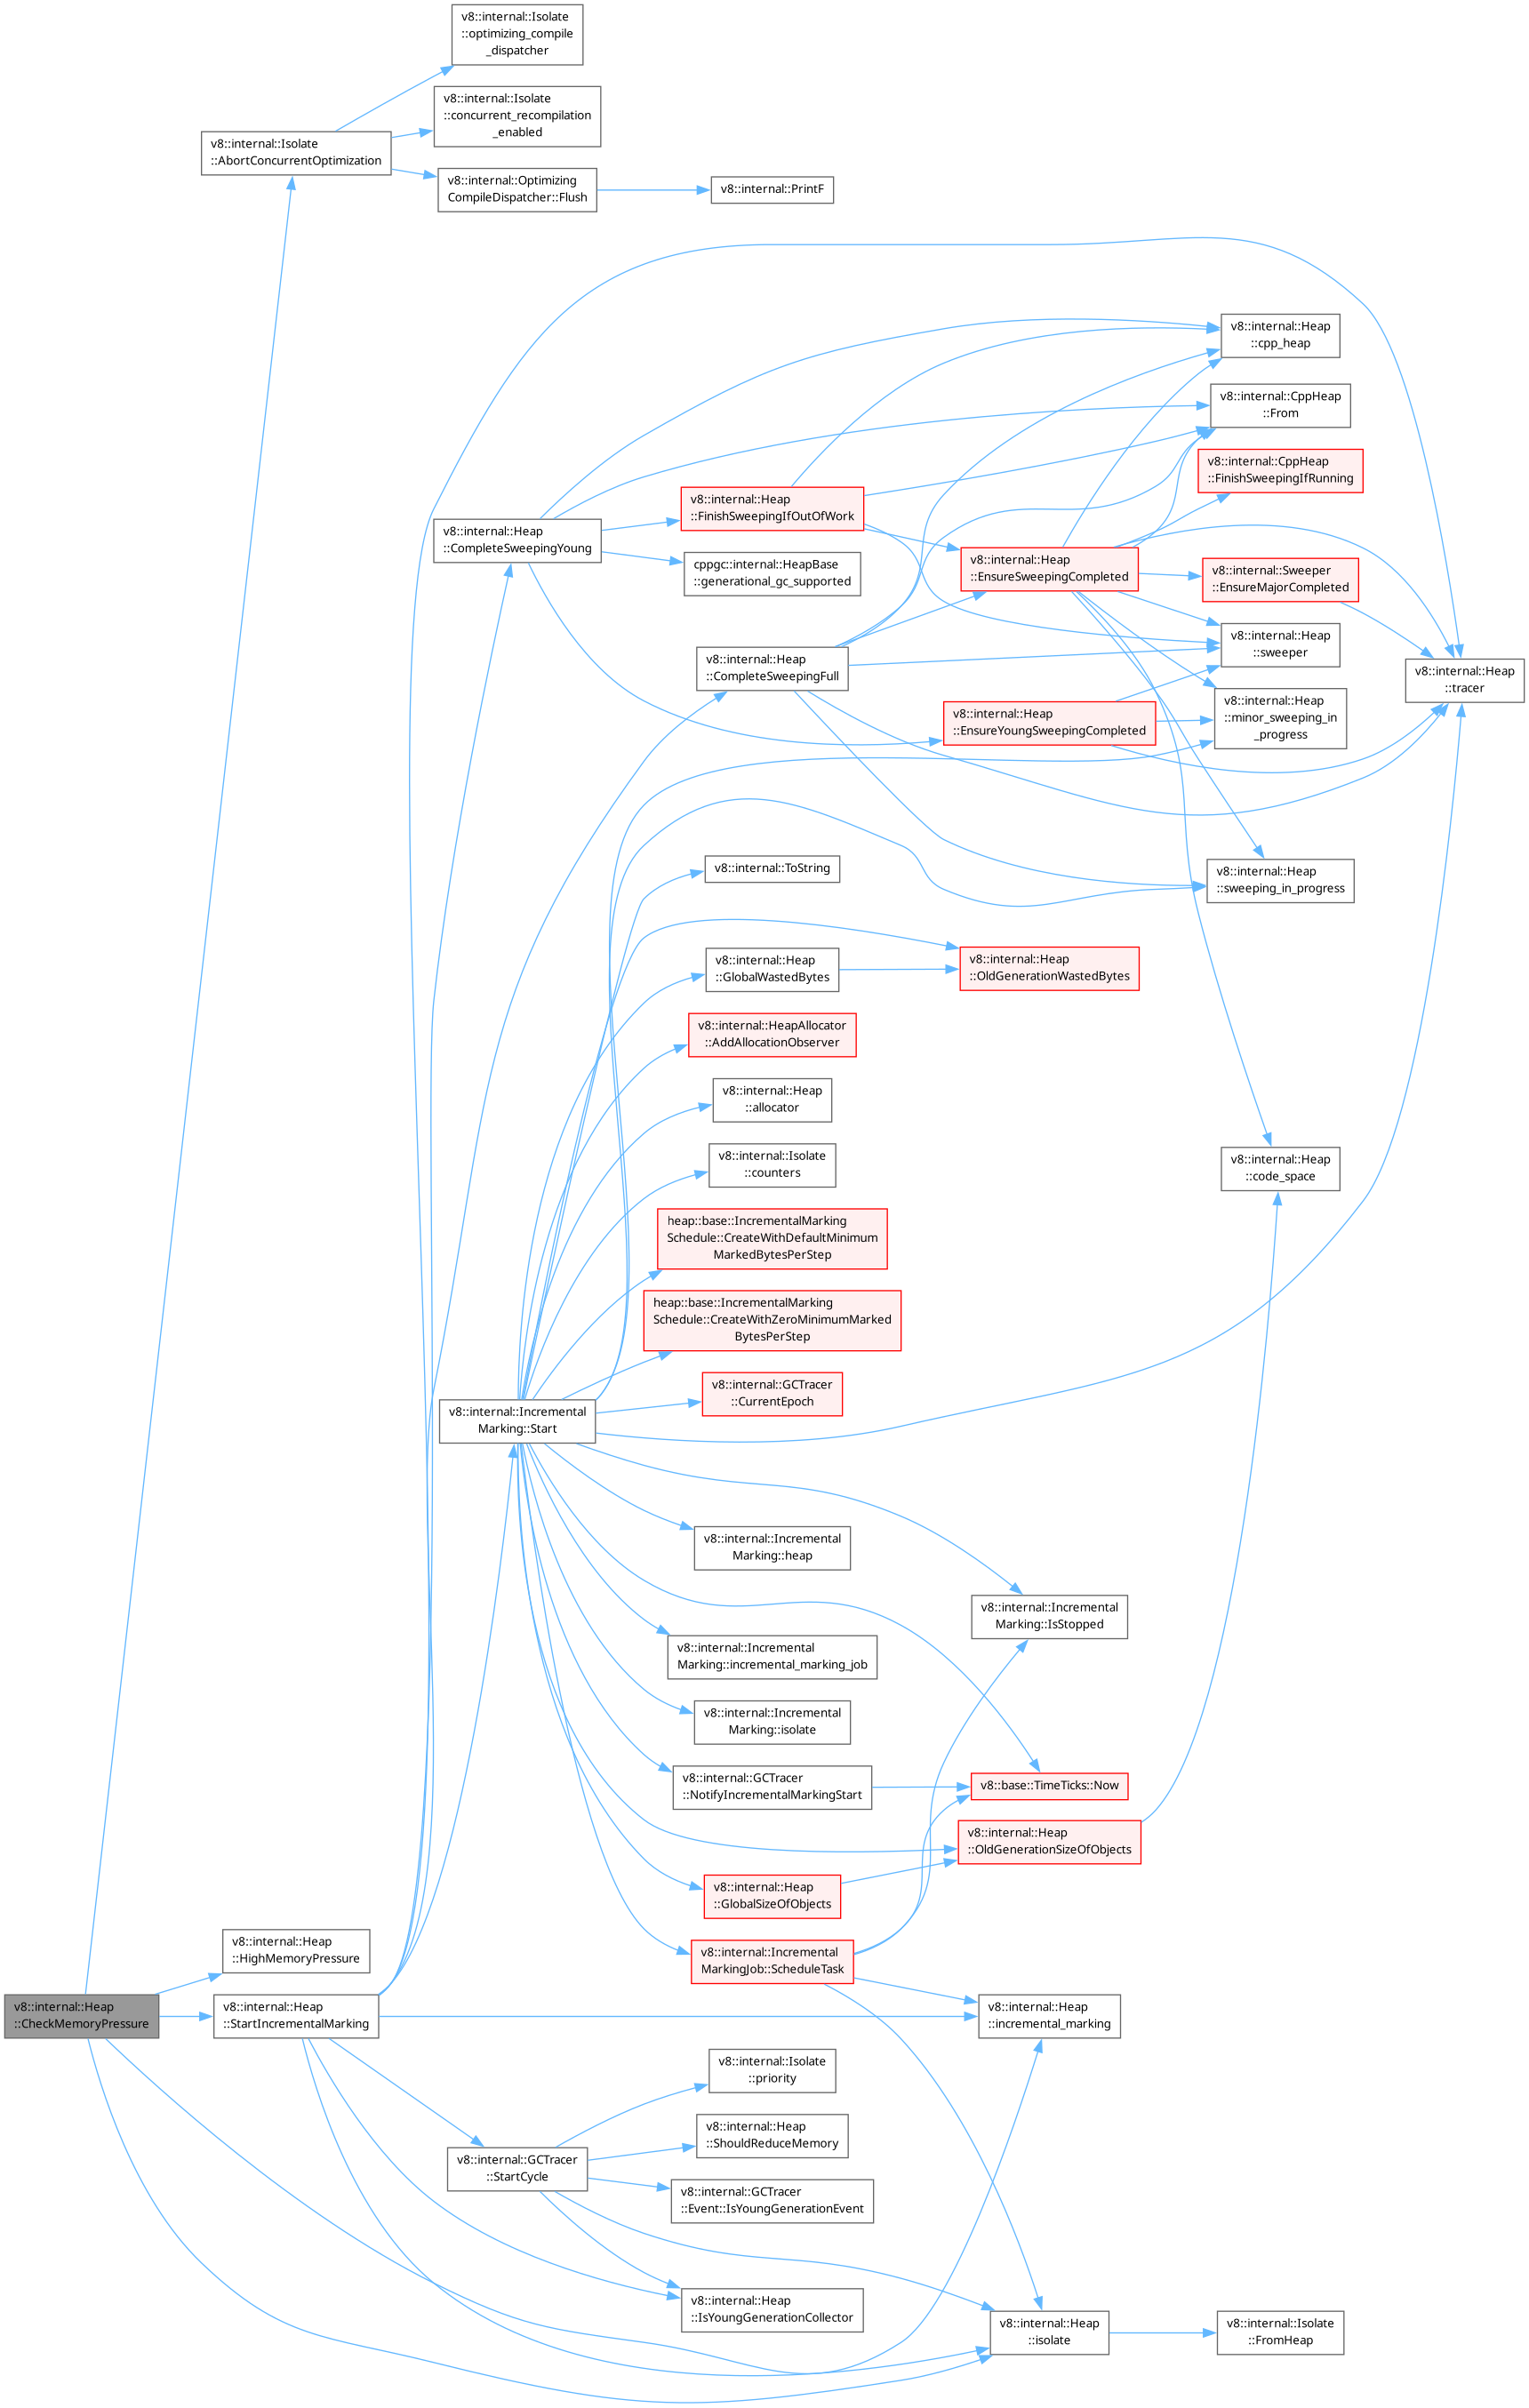 v8::internal::Isolate
::optimizing_compile
_dispatcher
v8::internal::Isolate
::concurrent_recompilation
_enabled
v8::internal::Isolate
::AbortConcurrentOptimization
v8::internal::Optimizing
CompileDispatcher::Flush
v8::internal::PrintF
v8::internal::Heap
::cpp_heap
v8::internal::CppHeap
::From
v8::internal::CppHeap
::FinishSweepingIfRunning
v8::internal::Heap
::FinishSweepingIfOutOfWork
v8::internal::Heap
::CompleteSweepingYoung
cppgc::internal::HeapBase
::generational_gc_supported
v8::internal::Heap
::EnsureSweepingCompleted
v8::internal::Sweeper
::EnsureMajorCompleted
v8::internal::Heap
::sweeper
v8::internal::Heap
::CompleteSweepingFull
v8::internal::Heap
::tracer
v8::internal::Heap
::EnsureYoungSweepingCompleted
v8::internal::Heap
::minor_sweeping_in
_progress
v8::internal::ToString
v8::internal::Heap
::sweeping_in_progress
v8::internal::Heap
::GlobalWastedBytes
v8::internal::Heap
::OldGenerationWastedBytes
v8::internal::HeapAllocator
::AddAllocationObserver
v8::internal::Heap
::allocator
v8::internal::Isolate
::counters
v8::internal::Heap
::code_space
heap::base::IncrementalMarking
Schedule::CreateWithDefaultMinimum
MarkedBytesPerStep
heap::base::IncrementalMarking
Schedule::CreateWithZeroMinimumMarked
BytesPerStep
v8::internal::GCTracer
::CurrentEpoch
v8::internal::Incremental
Marking::Start
v8::internal::Incremental
Marking::heap
v8::internal::Incremental
Marking::IsStopped
v8::internal::Incremental
Marking::incremental_marking_job
v8::internal::Incremental
Marking::isolate
v8::internal::GCTracer
::NotifyIncrementalMarkingStart
v8::base::TimeTicks::Now
v8::internal::Heap
::OldGenerationSizeOfObjects
v8::internal::Heap
::GlobalSizeOfObjects
v8::internal::Incremental
MarkingJob::ScheduleTask
v8::internal::Heap
::HighMemoryPressure
v8::internal::Heap
::CheckMemoryPressure
v8::internal::Heap
::StartIncrementalMarking
v8::internal::Heap
::incremental_marking
v8::internal::Isolate
::priority
v8::internal::Heap
::ShouldReduceMemory
v8::internal::GCTracer
::StartCycle
v8::internal::GCTracer
::Event::IsYoungGenerationEvent
v8::internal::Heap
::IsYoungGenerationCollector
v8::internal::Heap
::isolate
v8::internal::Isolate
::FromHeap